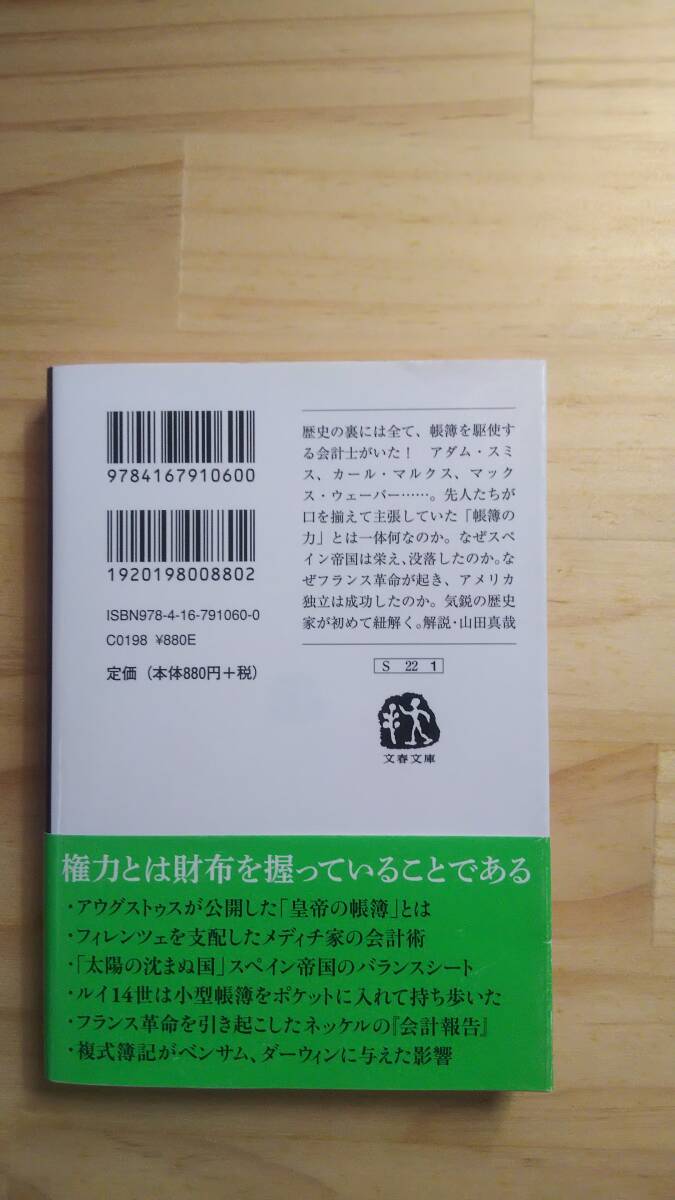 9784167910600
1920198008802
ISBN978-4-16-791060-0
C0198 ¥880E
定価（本体880円＋税）
歴史の裏には全て、帳簿を駆使す
る会計士がいた！　アダム・スミ
ス、カール・マルクス、マック
ス・ウェーバー……。先人たちが
口を揃えて主張していた「帳簿の
力」とは一体何なのか。なぜスペ
イン帝国は栄え、没落したのか。な
ぜフランス革命が起き、アメリカ
独立は成功したのか。気鋭の歴史
家が初めて紐解く。解説・山田真哉
S 22 1
文春文庫
権力とは財布を握っていることである
・アウグストゥスが公開した「皇帝の帳簿」とは
・フィレンツェを支配したメディチ家の会計術
・「太陽の沈まぬ国」スペイン帝国のバランスシート
・ルイ14世は小型帳簿をポケットに入れて持ち歩いた
・フランス革命を引き起こしたネッケルの『会計報告』
・複式簿記がベンサム、ダーウィンに与えた影響